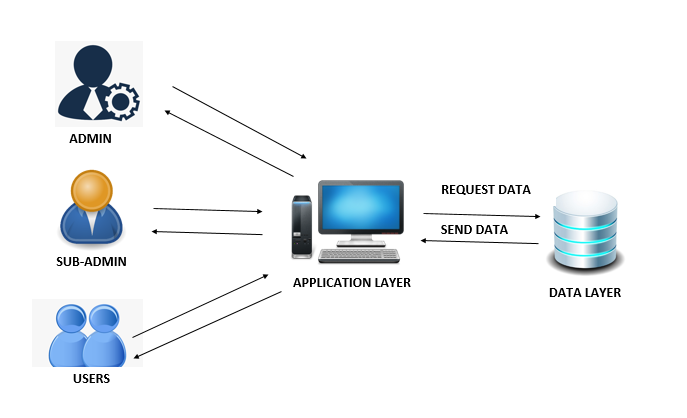 ADMIN
REQUEST DATA
SEND DATA
SUB-ADMIN
APPLICATION LAYER
DATA LAYER
USERS